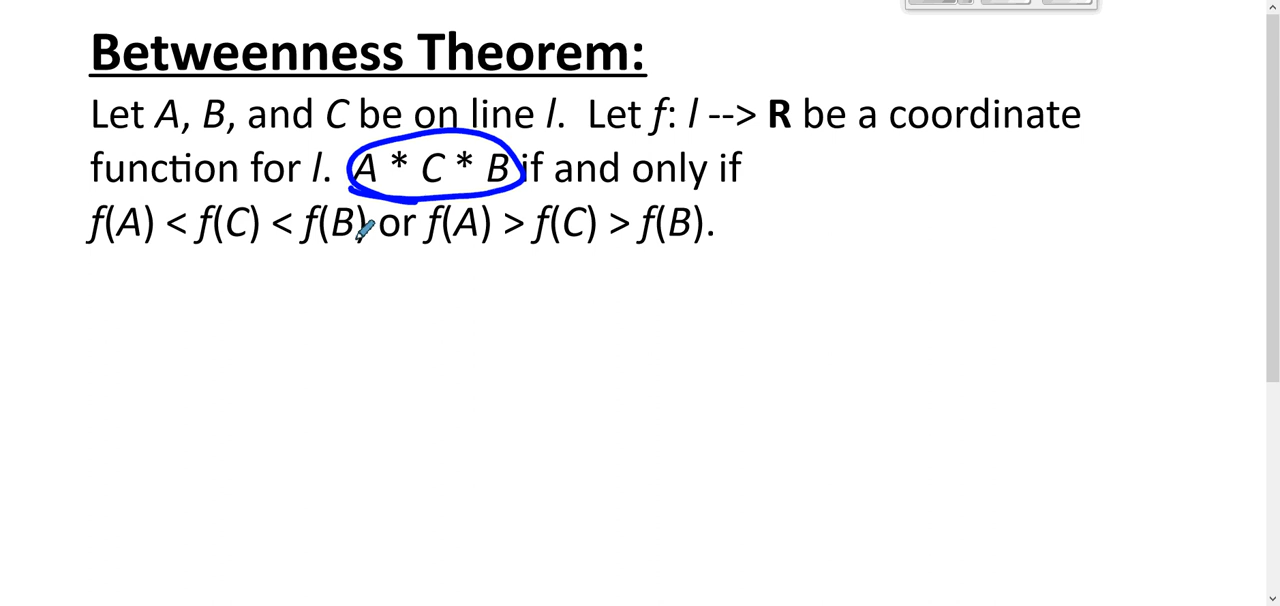 Betweenness Theorem:
Let A, B, and C be on line l. Let f: l --> R be a coordinate
function for l. A * C * B if and only if
f(A) < f(C) < f(B) or f(A) > f(C) > f(B).